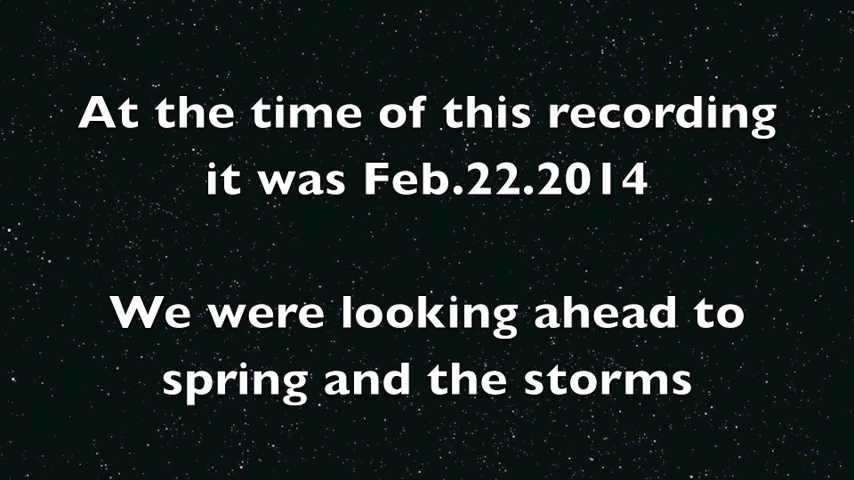 At the time of this recording
it was Feb.22.2014
We were looking ahead to
spring and the storms